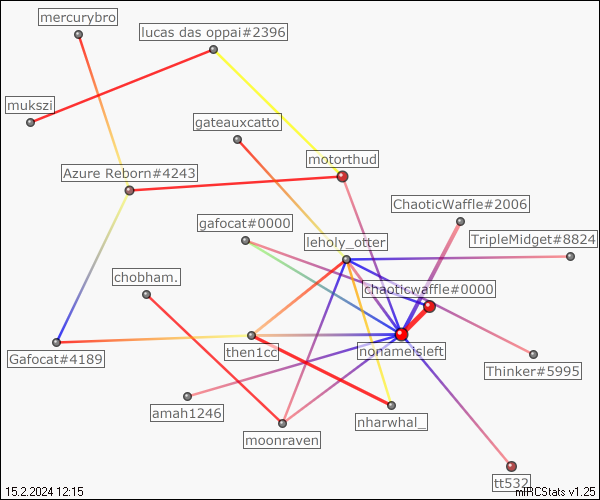 mercurybro
lucas das oppai#2396
mukszi
gateauxcatto
motorthud
Azure Reborn#4243
ChaoticWaffle#2006
gafocat#0000
leholy_otter
TripleMidget#8824
chobham.
chaoticwaffle#0000
Gafocat#4189
then1cc
nonamesleft
Thinker#5995
amah1246
nharwhal_
moonraven
tt532
15.2.2024 12:15
mIRCStats v1.25